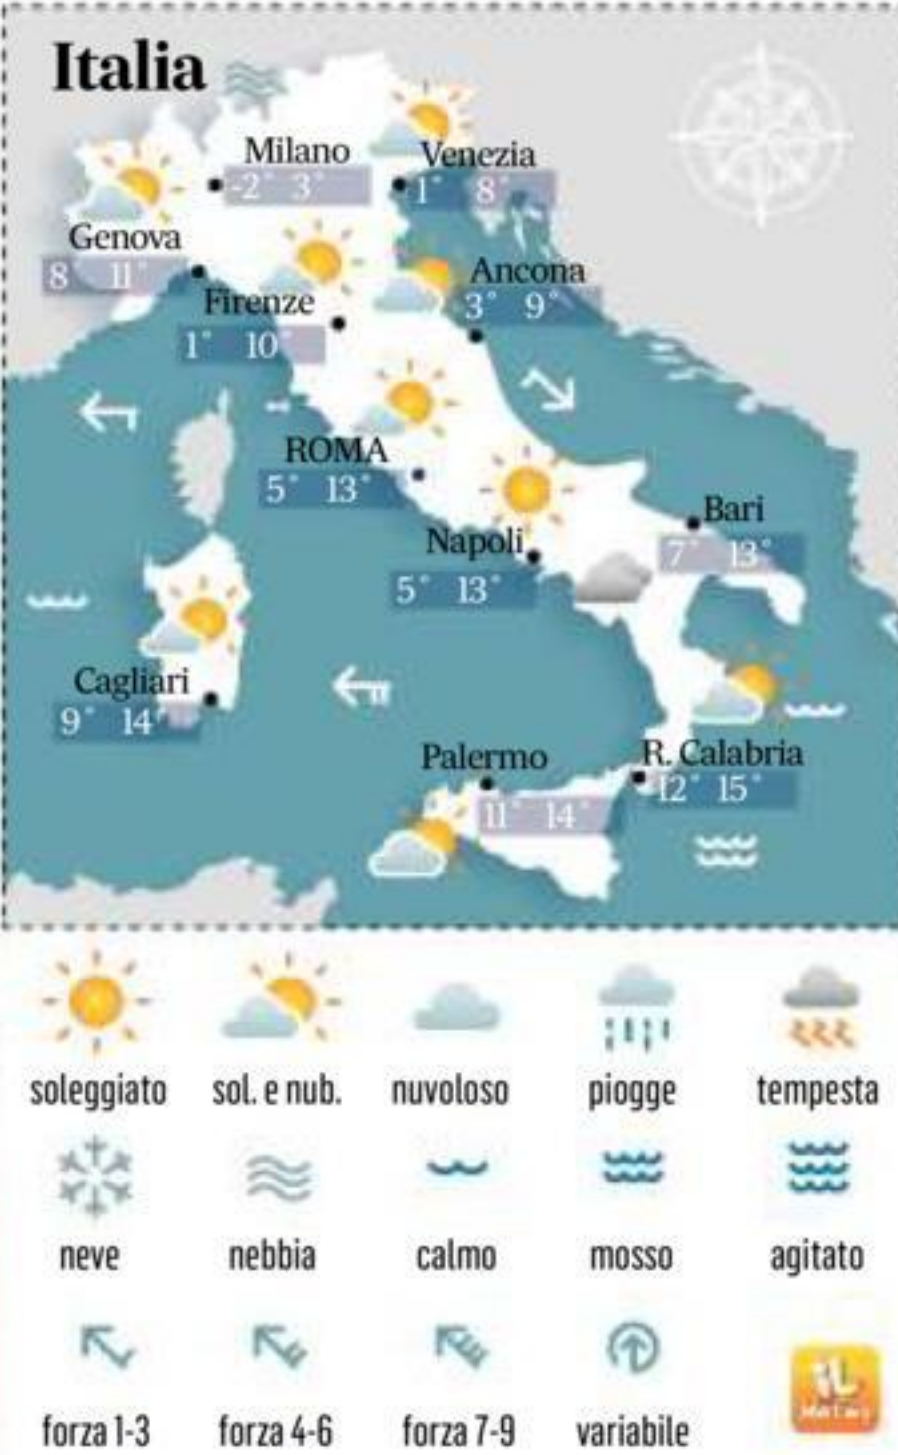 Italia
Milano
-2° 3°
Venezia
1° 8°
Genova
8 11°
Ancona
3° 9°
Firenze
1° 10°
ROMA
5° 13°
Bari
7° 13°
Napoli
5° 13°
Cagliari
9° 14°
Palermo
11° 14°
R. Calabria
12° 15°
soleggiato sol. e nub. nuvoloso piogge tempesta
neve nebbia calmo mosso agitato
forza 1-3 forza 4-6 forza 7-9 variabile
iL